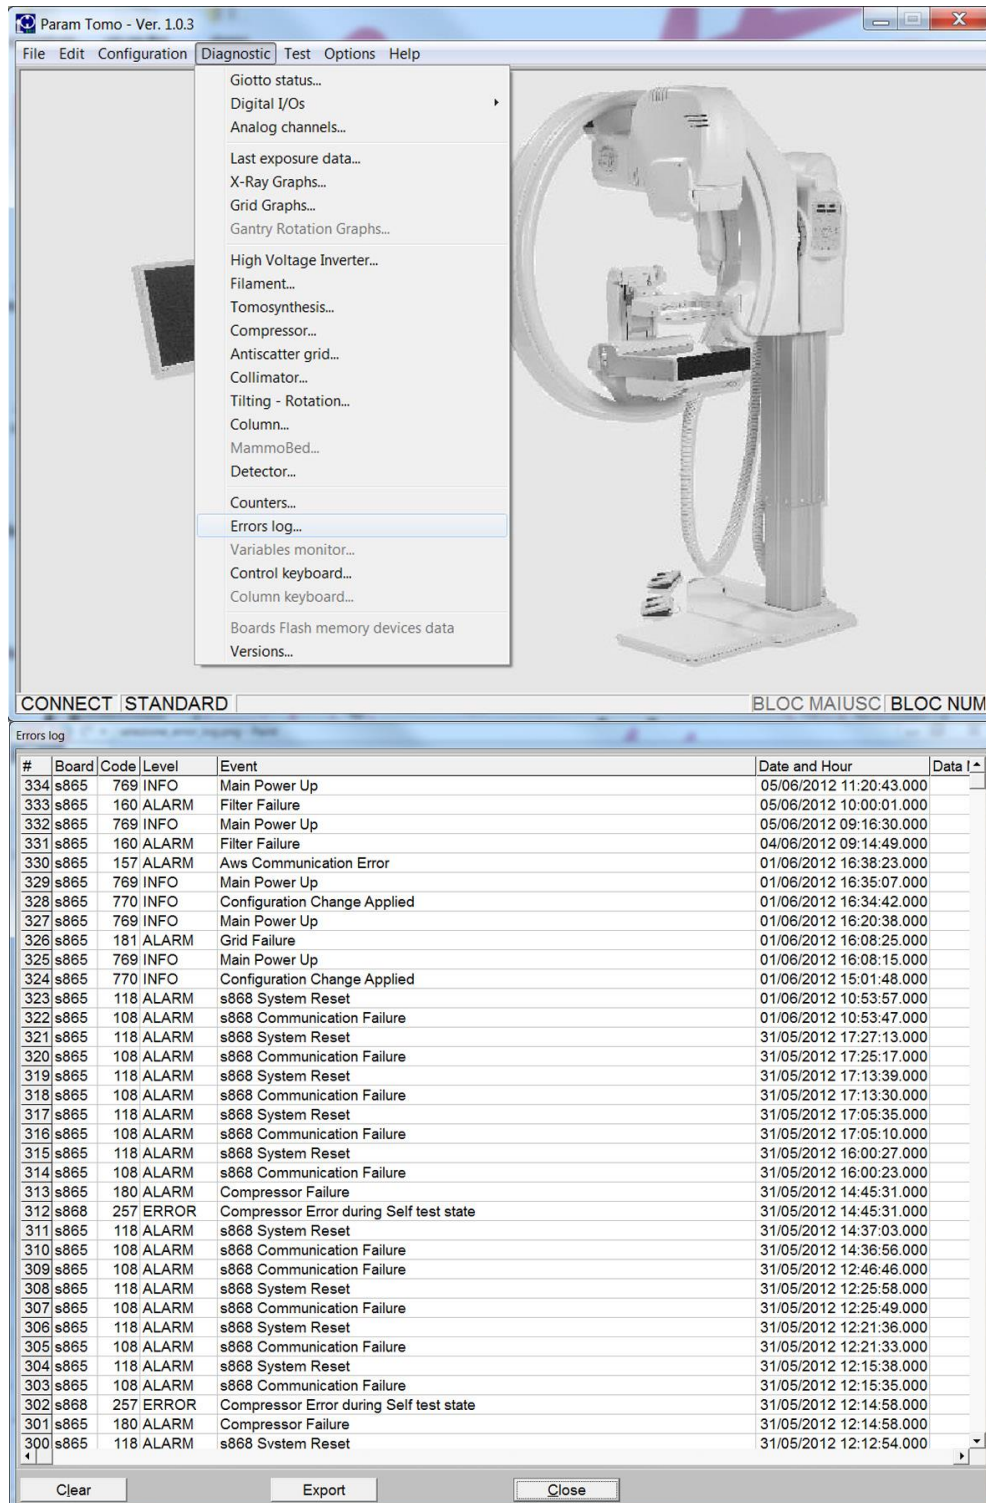 Param Tomo - Ver. 1.0.3
File Edit Configuration Diagnostic Test Options Help
Giotto status...
Digital I/Os
Analog channels...
Last exposure data...
X-Ray Graphs...
Grid Graphs...
Gantry Rotation Graphs...
High Voltage Inverter...
Filament...
Tomosynthesis...
Compressor...
Antiscatter grid...
Collimator...
Tilting - Rotation...
Column...
MammoBed...
Detector...
Counters...
Errors log...
Variables monitor...
Control keyboard...
Column keyboard...
Boards Flash memory devices data
Versions...
CONNECT STANDARD BLOC MAIUSC BLOC NUM
Errors log
# Board Code Level Event Date and Hour Data
334 s865 769 INFO Main Power Up 05/06/2012 11:20:43.000
333 s865 160 ALARM Filter Failure 05/06/2012 10:00:01.000
332 s865 769 INFO Main Power Up 05/06/2012 09:16:30.000
331 s865 160 ALARM Filter Failure 04/06/2012 09:14:49.000
330 s865 157 ALARM Aws Communication Error 01/06/2012 16:38:23.000
329 s865 769 INFO Main Power Up 01/06/2012 16:35:07.000
328 s865 770 INFO Configuration Change Applied 01/06/2012 16:34:42.000
327 s865 769 INFO Main Power Up 01/06/2012 16:20:38.000
326 s865 181 ALARM Grid Failure 01/06/2012 16:08:25.000
325 s865 769 INFO Main Power Up 01/06/2012 16:08:15.000
324 s865 770 INFO Configuration Change Applied 01/06/2012 15:01:48.000
323 s865 118 ALARM s868 System Reset 01/06/2012 10:53:57.000
322 s865 108 ALARM s868 Communication Failure 01/06/2012 10:53:47.000
321 s865 118 ALARM s868 System Reset 31/05/2012 17:27:13.000
320 s865 108 ALARM s868 Communication Failure 31/05/2012 17:25:17.000
319 s865 118 ALARM s868 System Reset 31/05/2012 17:13:39.000
318 s865 108 ALARM s868 Communication Failure 31/05/2012 17:13:30.000
317 s865 118 ALARM s868 System Reset 31/05/2012 17:05:35.000
316 s865 108 ALARM s868 Communication Failure 31/05/2012 17:05:10.000
315 s865 118 ALARM s868 System Reset 31/05/2012 16:00:27.000
314 s865 108 ALARM s868 Communication Failure 31/05/2012 16:00:23.000
313 s865 180 ALARM Compressor Failure 31/05/2012 14:45:31.000
312 s868 257 ERROR Compressor Error during Self test state 31/05/2012 14:45:31.000
311 s865 118 ALARM s868 System Reset 31/05/2012 14:37:03.000
310 s865 108 ALARM s868 Communication Failure 31/05/2012 14:36:56.000
309 s865 108 ALARM s868 Communication Failure 31/05/2012 12:46:46.000
308 s865 118 ALARM s868 System Reset 31/05/2012 12:25:58.000
307 s865 108 ALARM s868 Communication Failure 31/05/2012 12:25:49.000
306 s865 118 ALARM s868 System Reset 31/05/2012 12:21:36.000
305 s865 108 ALARM s868 Communication Failure 31/05/2012 12:21:33.000
304 s865 118 ALARM s868 System Reset 31/05/2012 12:15:38.000
303 s865 108 ALARM s868 Communication Failure 31/05/2012 12:15:35.000
302 s868 257 ERROR Compressor Error during Self test state 31/05/2012 12:14:58.000
301 s865 180 ALARM Compressor Failure 31/05/2012 12:14:58.000
300 s865 118 ALARM s868 System Reset 31/05/2012 12:12:54.000
Clear Export Close